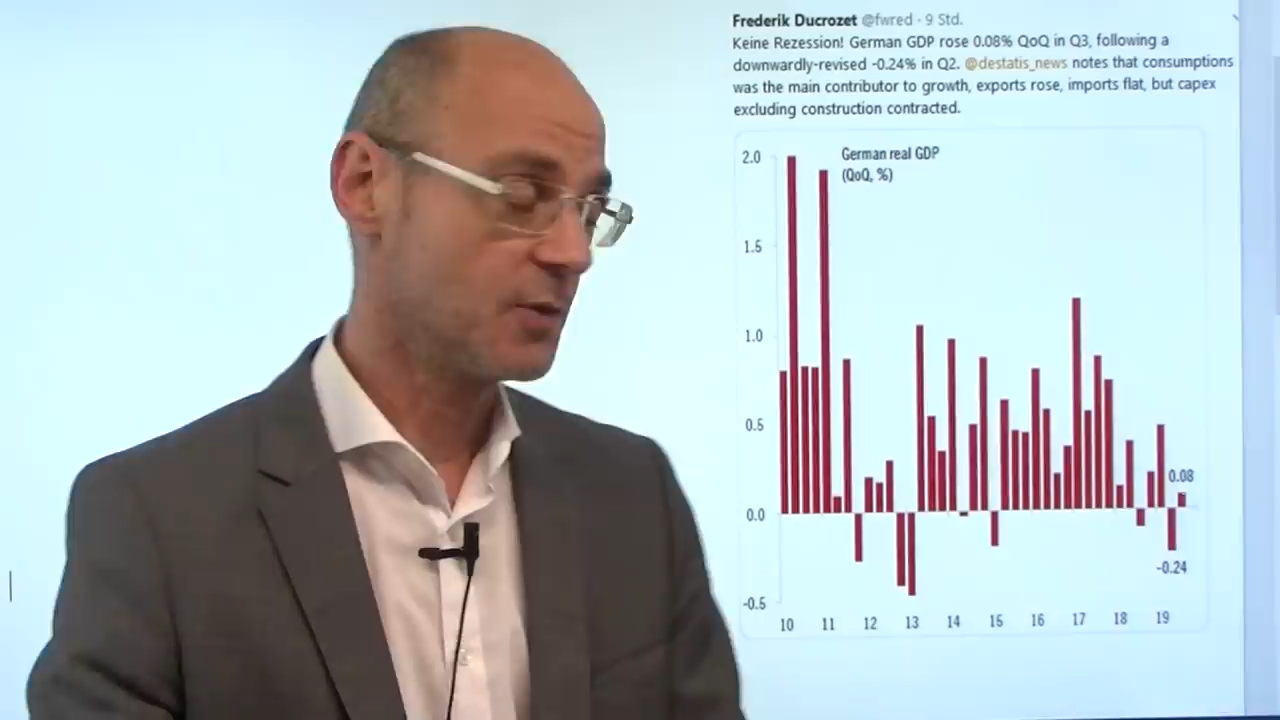 Frederik Ducrozet @fwred · 9 Std.
Keine Rezession! German GDP rose 0.08% QoQ in Q3, following a
downwardly-revised -0.24% in Q2. @destatis_news notes that consumptions
was the main contributor to growth, exports rose, imports flat, but capex
excluding construction contracted.
German real GDP
(QoQ, %)
2.0
1.5
1.0
0.5
0.0
-0.5
0.08
-0.24
10 11 12 13 14 15 16 17 18 19